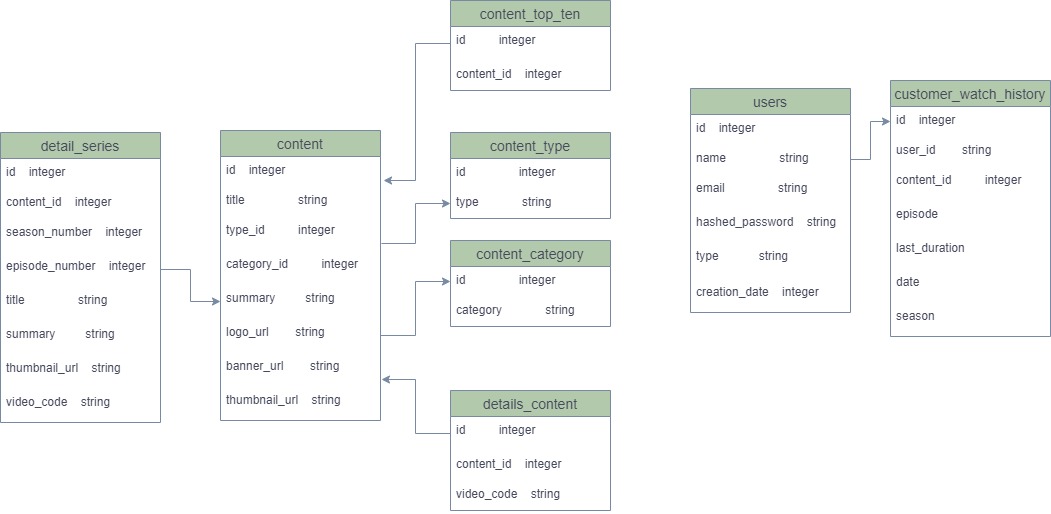 content_top_ten
id integer
content_id integer
users
id integer
name string
email string
hashed_password string
type string
creation_date integer
customer_watch_history
id integer
user_id string
content_id integer
episode
last_duration
date
season
detail_series
id integer
content_id integer
season_number integer
episode_number integer
title string
summary string
thumbnail_url string
video_code string
content
id integer
title string
type_id integer
category_id integer
summary string
logo_url string
banner_url string
thumbnail_url string
content_type
id integer
type string
content_category
id integer
category string
details_content
id integer
content_id integer
video_code string